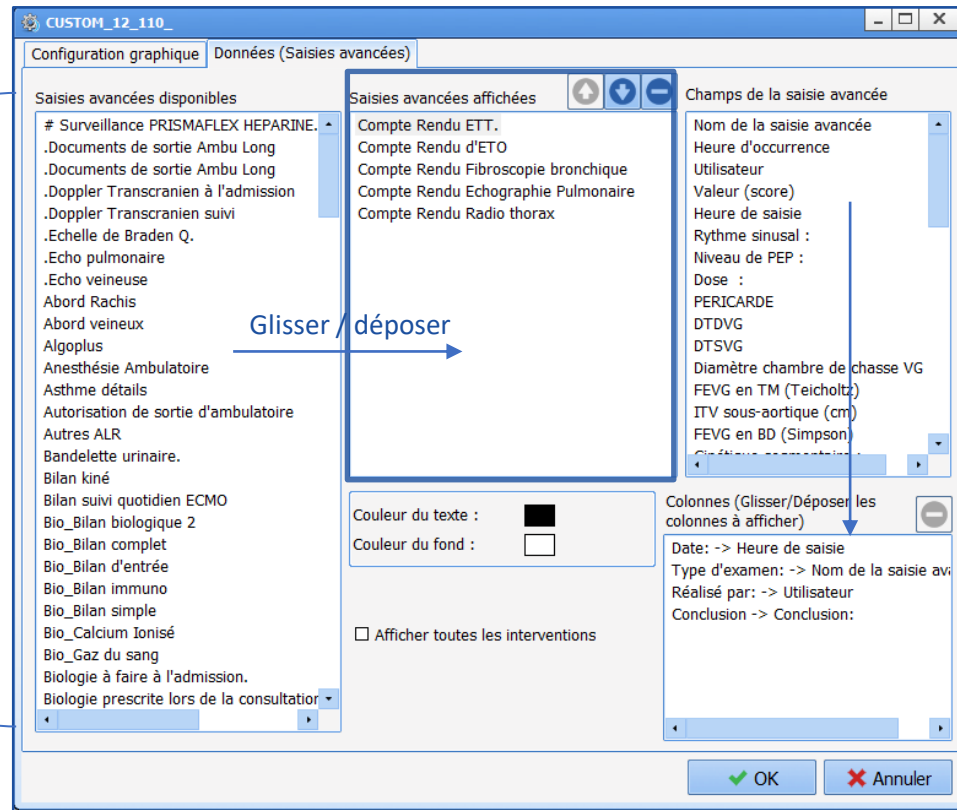 CUSTOM_12_110_
Configuration graphique
Données (Saisies avancées)
Saisies avancées disponibles
# Surveillance PRISMAFLEX HEPARINE.
.Documents de sortie Ambu Long
.Documents de sortie Ambu Long
.Doppler Transcranien à l'admission
.Doppler Transcranien suivi
.Echelle de Braden Q.
.Echo pulmonaire
.Echo veineuse
Abord Rachis
Abord veineux
Algoplus
Anesthésie Ambulatoire
Asthme détails
Autorisation de sortie d'ambulatoire
Autres ALR
Bandelette urinaire.
Bilan kiné
Bilan suivi quotidien ECMO
Bio_Bilan biologique 2
Bio_Bilan complet
Bio_Bilan d'entrée
Bio_Bilan immuno
Bio_Bilan simple
Bio_Calcium Ionisé
Bio_Gaz du sang
Biologie à faire à l'admission.
Biologie prescrite lors de la consultation
Glisser / déposer
Saisies avancées affichées
Compte Rendu ETT.
Compte Rendu d'ETO
Compte Rendu Fibroscopie bronchique
Compte Rendu Echographie Pulmonaire
Compte Rendu Radio thorax
Couleur du texte :
Couleur du fond :
Afficher toutes les interventions
Champs de la saisie avancée
Nom de la saisie avancée
Heure d'occurrence
Utilisateur
Valeur (score)
Heure de saisie
Rythme sinusal :
Niveau de PEP :
Dose :
PERICARDE
DTDVG
DTSVG
Diamètre chambre de chasse VG
FEVG en TM (Teicholtz)
ITV sous-aortique (cm)
FEVG en BD (Simpson)
Colonnes (Glisser/Déposer les
colonnes à afficher)
Date: -> Heure de saisie
Type d'examen: -> Nom de la saisie ava
Réalisé par: -> Utilisateur
Conclusion -> Conclusion:
OK
Annuler